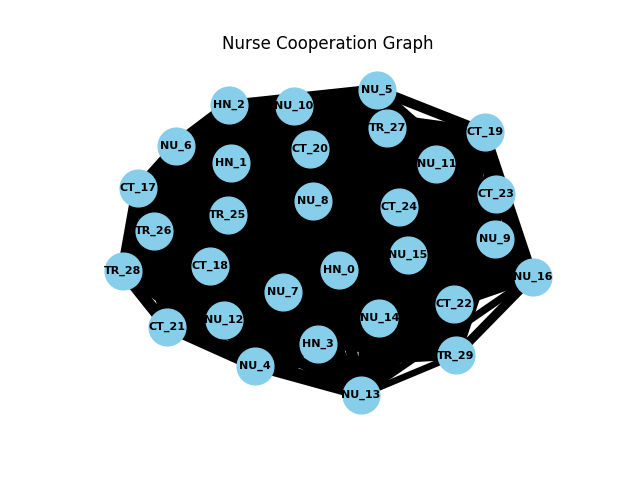 Nurse Cooperation Graph
NU_5
HN_2
NU_10
TR_27
CT_19
NU_6
CT_20
HN_1
NU_11
CT_17
CT_23
NU_8
CT_24
TR_25
TR_26
NU_9
NU_15
CT_18
HN_0
TR_28
NU_16
NU_7
CT_22
NU_14
NU_12
CT_21
HN_3
TR_29
NU_4
NU_13